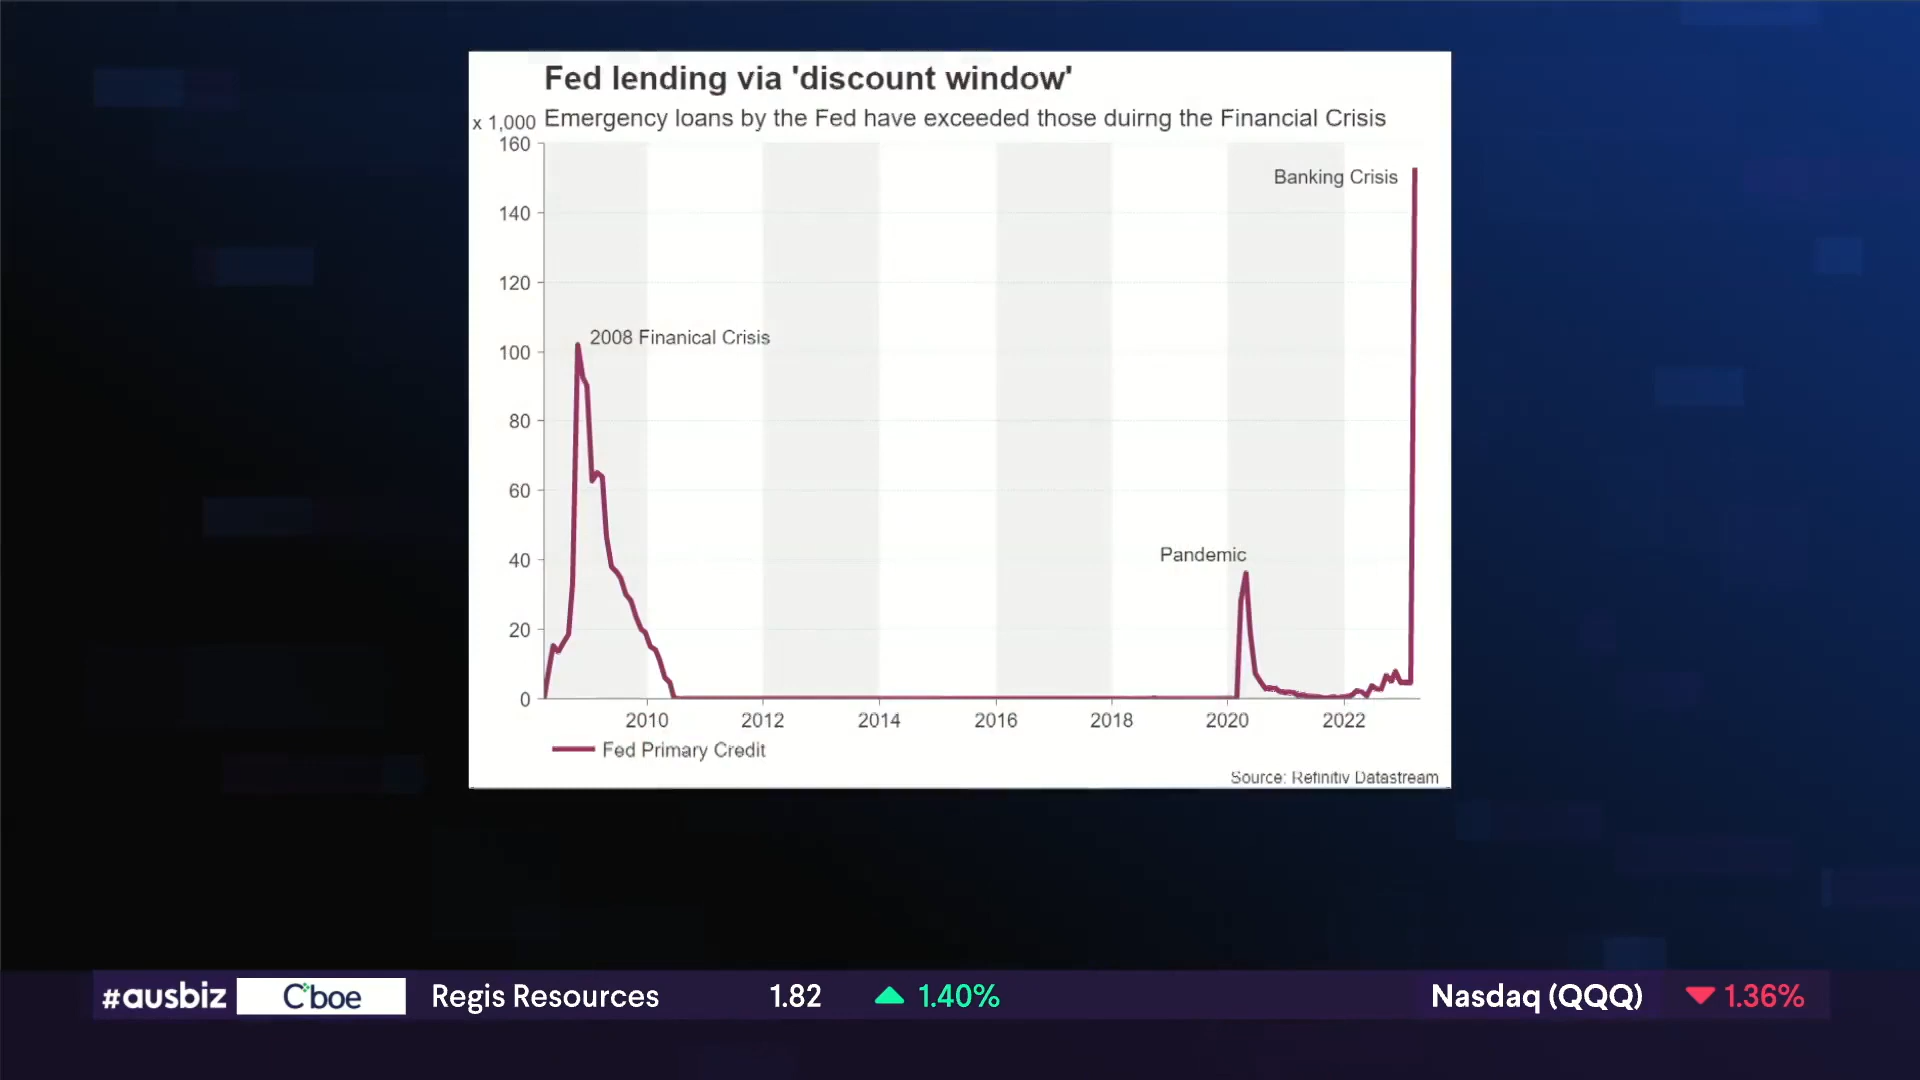 Fed lending via 'discount window'
x 1,000 Emergency loans by the Fed have exceeded those duirng the Financial Crisis
160
Banking Crisis
140
120
2008 Finanical Crisis
100
80
60
Pandemic
40
20
0
2010 2012 2014 2016 2018 2020 2022
Fed Primary Credit
Source: Refinitiv Datastream
#ausbiz Cboe Regis Resources 1.82 1.40% Nasdaq (QQQ) 1.36%